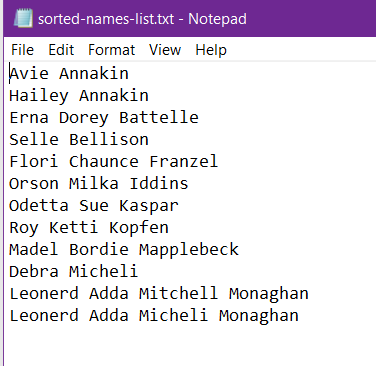 sorted-names-list.txt - Notepad
File Edit Format View Help
Avie Annakin
Hailey Annakin
Erna Dorey Battelle
Selle Bellison
Flori Chaunce Franzel
Orson Milka Iddins
Odetta Sue Kaspar
Roy Ketti Kopfen
Madel Bordie Mapplebeck
Debra Micheli
Leonerd Adda Mitchell Monaghan
Leonerd Adda Micheli Monaghan